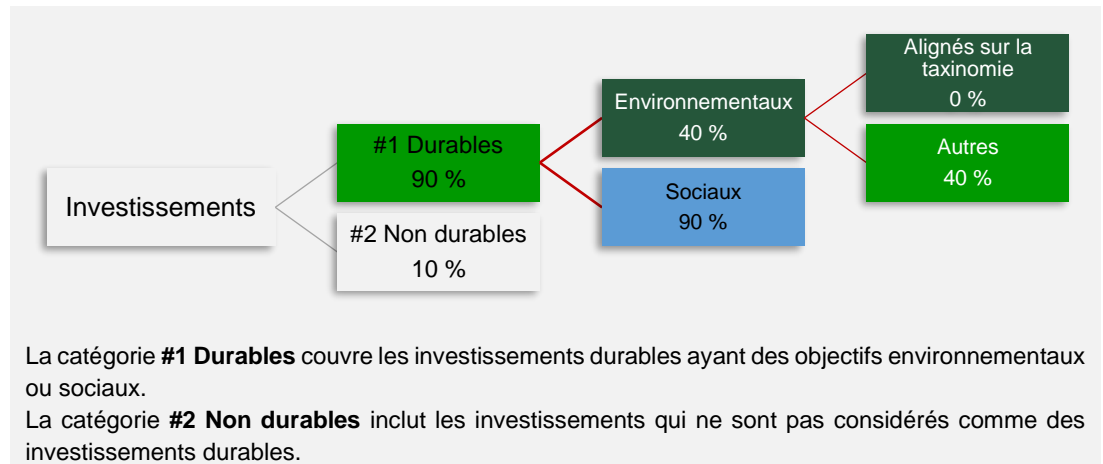 Investissements
#1 Durables
90 %
#2 Non durables
10 %
Environnementaux
40 %
Sociaux
90 %
Alignés sur la
taxinomie
0 %
Autres
40 %
La catégorie #1 Durables couvre les investissements durables ayant des objectifs environnementaux
ou sociaux.
La catégorie #2 Non durables inclut les investissements qui ne sont pas considérés comme des
investissements durables.